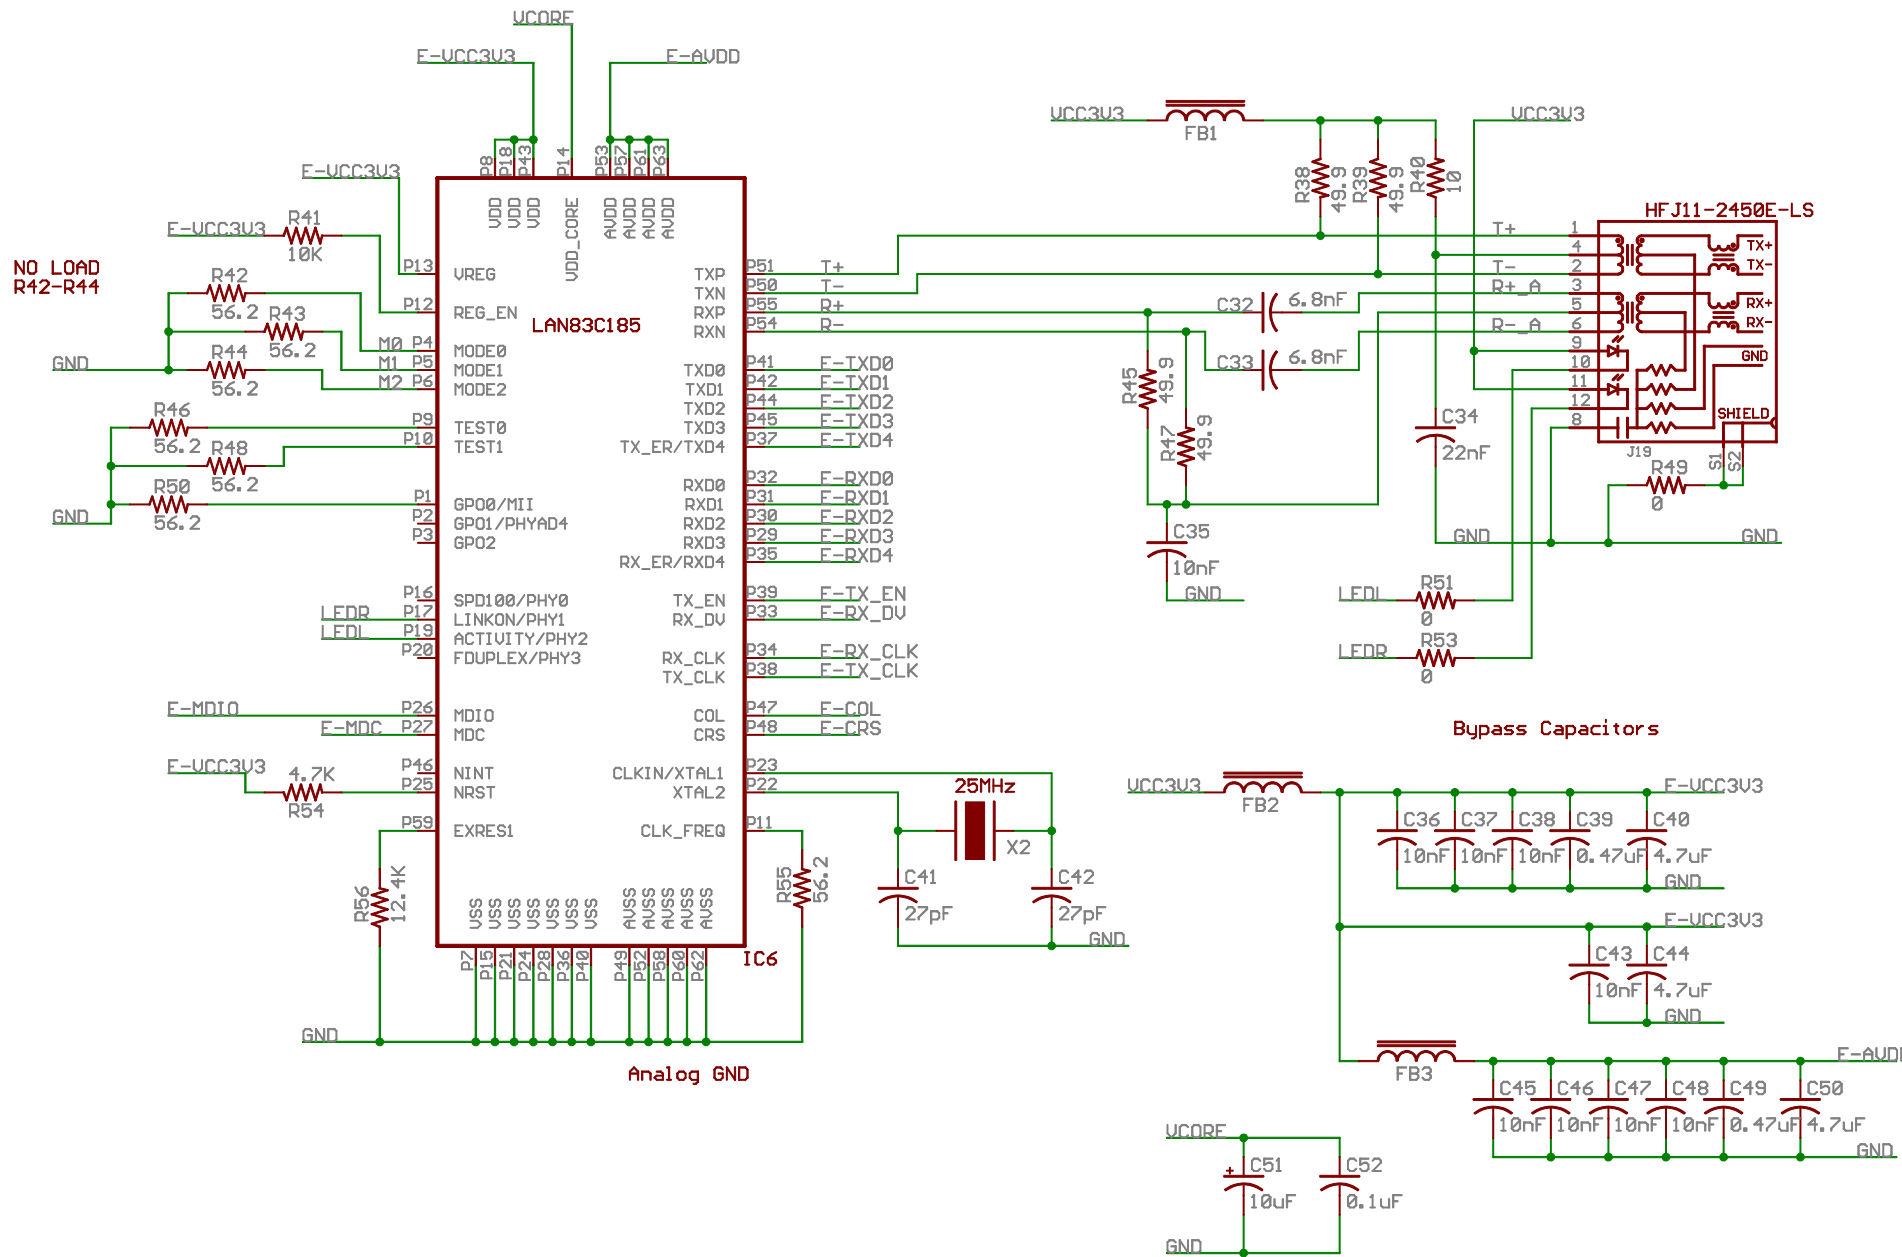 VCORE
E-VCC3V3
E-AVDD
P8
P18
P43
P14
P53
P57
P61
P63
E-VCC3V3
E-VCC3V3
R41
10K
NO LOAD
R42-R44
R42
56.2
R43
56.2
R44
56.2
GND
M0
M1
M2
R46
56.2
R48
56.2
R50
56.2
GND
LEDR
LEDL
E-MDIO
E-MDC
E-VCC3V3
4.7K
R54
R56
12.4K
GND
P13
P12
P4
P5
P6
P9
P10
P1
P2
P3
P16
P17
P19
P20
P26
P27
P46
P25
P59
VDD
VDD
VDD
VDD_CORE
AVDD
AVDD
AVDD
AVDD
VREG
REG_EN
LAN83C185
MODE0
MODE1
MODE2
TEST0
TEST1
GPO0/MII
GPO1/PHYAD4
GPO2
SPD100/PHY0
LINKON/PHY1
ACTIVITY/PHY2
FDUPLEX/PHY3
MDIO
MDC
NINT
NRST
EXRES1
TXP
TXN
RXP
RXN
TXD0
TXD1
TXD2
TXD3
TX_ER/TXD4
RXD0
RXD1
RXD2
RXD3
RX_ER/RXD4
TX_EN
RX_DV
RX_CLK
TX_CLK
COL
CRS
CLKIN/XTAL1
XTAL2
CLK_FREQ
VSS
VSS
VSS
VSS
VSS
VSS
VSS
AVSS
AVSS
AVSS
AVSS
AVSS
IC6
P7
P15
P21
P24
P28
P36
P40
P49
P52
P58
P60
P62
Analog GND
P51
P50
P55
P54
P41
P42
P44
P45
P37
P32
P31
P30
P29
P35
P39
P33
P34
P38
P47
P48
P23
P22
P11
T+
T-
R+
R-
E-TXD0
E-TXD1
E-TXD2
E-TXD3
E-TXD4
E-RXD0
E-RXD1
E-RXD2
E-RXD3
E-RXD4
E-TX_EN
E-RX_DV
E-RX_CLK
E-TX_CLK
E-COL
E-CRS
25MHz
X2
R55
56.2
C41
27pF
C42
27pF
GND
VCC3V3
FB1
R38
49.9
R39
49.9
R40
10
VCC3V3
HFJ11-2450E-LS
T+
T-
R+_A
R-_A
1
4
2
3
5
6
9
10
11
12
8
TX+
TX-
RX+
RX-
GND
SHIELD
J19
S1
S2
C32
6.8nF
C33
6.8nF
R45
49.9
R47
49.9
C34
22nF
R49
0
C35
10nF
GND
GND
GND
LEDL
R51
0
LEDR
R53
0
Bypass Capacitors
VCC3V3
FB2
E-VCC3V3
C36
10nF
C37
10nF
C38
10nF
C39
0.47uF
C40
4.7uF
GND
E-VCC3V3
C43
10nF
C44
4.7uF
GND
FB3
E-AVD
C45
10nF
C46
10nF
C47
10nF
C48
10nF
C49
0.47uF
C50
4.7uF
GND
VCORE
+
C51
10uF
C52
0.1uF
GND